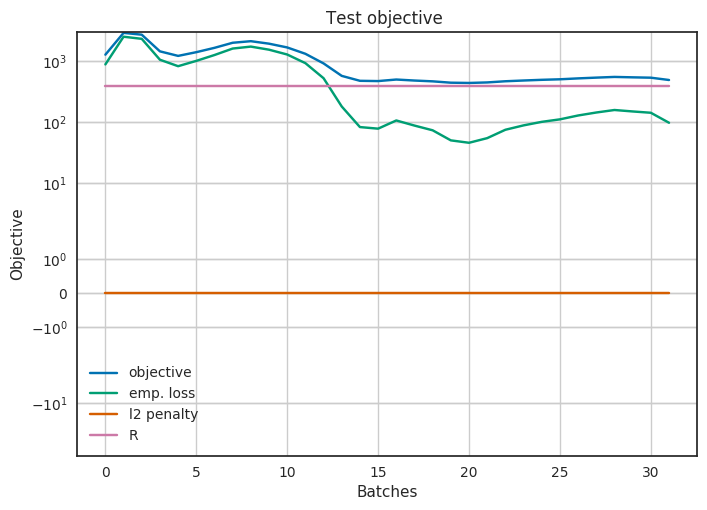 Test objective
Objective
10³
10²
10¹
10⁰
0
−10⁰
−10¹
objective
emp. loss
l2 penalty
R
0 5 10 15 20 25 30
Batches